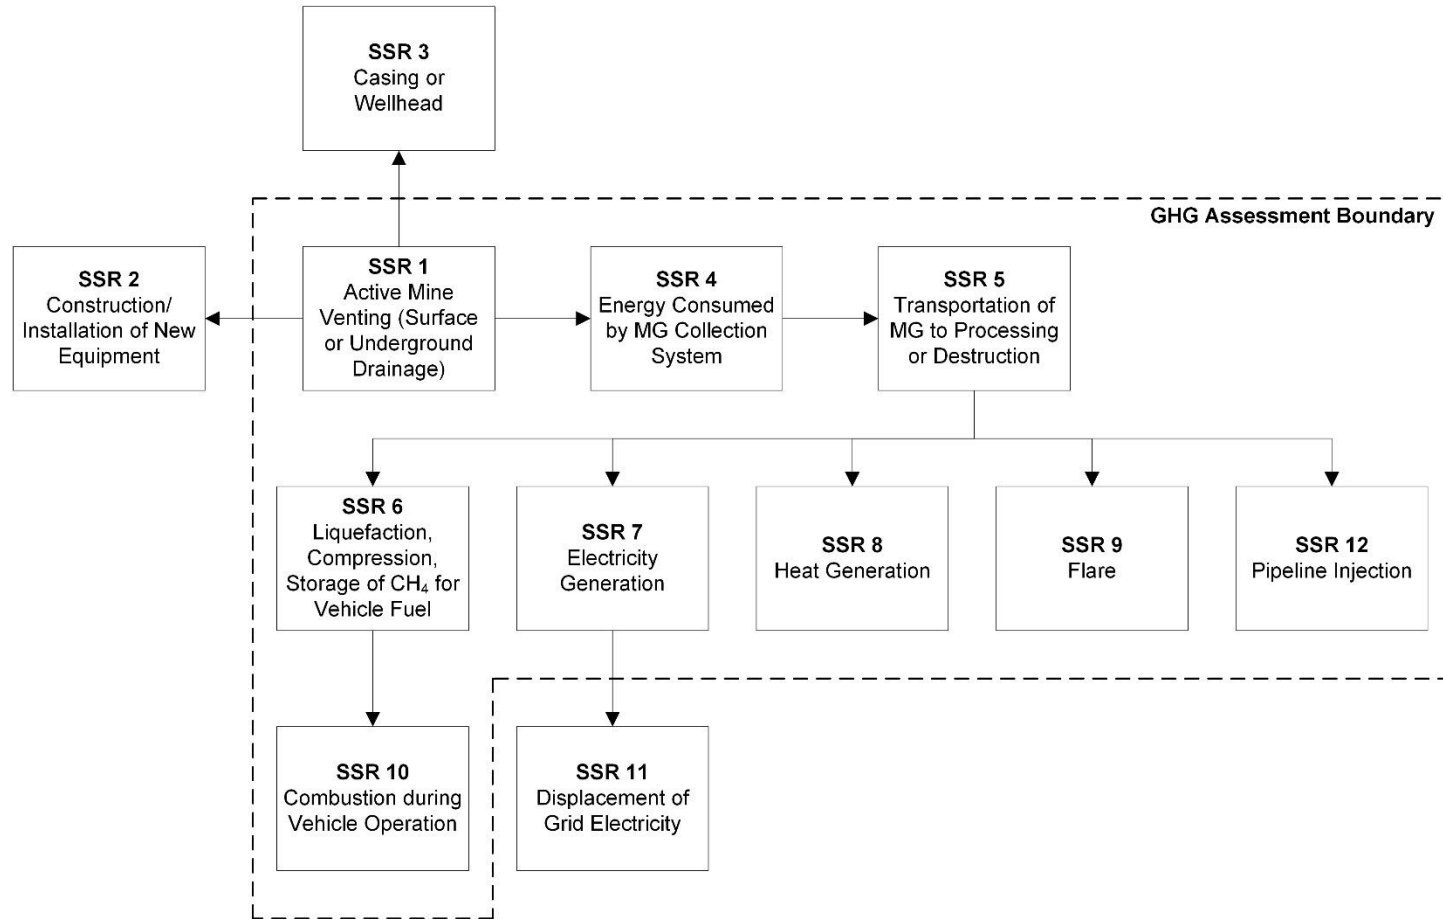 SSR 3
Casing or
Wellhead
GHG Assessment Boundary
SSR 2
Construction/
Installation of New
Equipment
SSR 1
Active Mine
Venting (Surface
or Underground
Drainage)
SSR 4
Energy Consumed
by MG Collection
System
SSR 5
Transportation of
MG to Processing
or Destruction
SSR 6
Liquefaction,
Compression,
Storage of CH₄ for
Vehicle Fuel
SSR 7
Electricity
Generation
SSR 8
Heat Generation
SSR 9
Flare
SSR 12
Pipeline Injection
SSR 10
Combustion during
Vehicle Operation
SSR 11
Displacement of
Grid Electricity